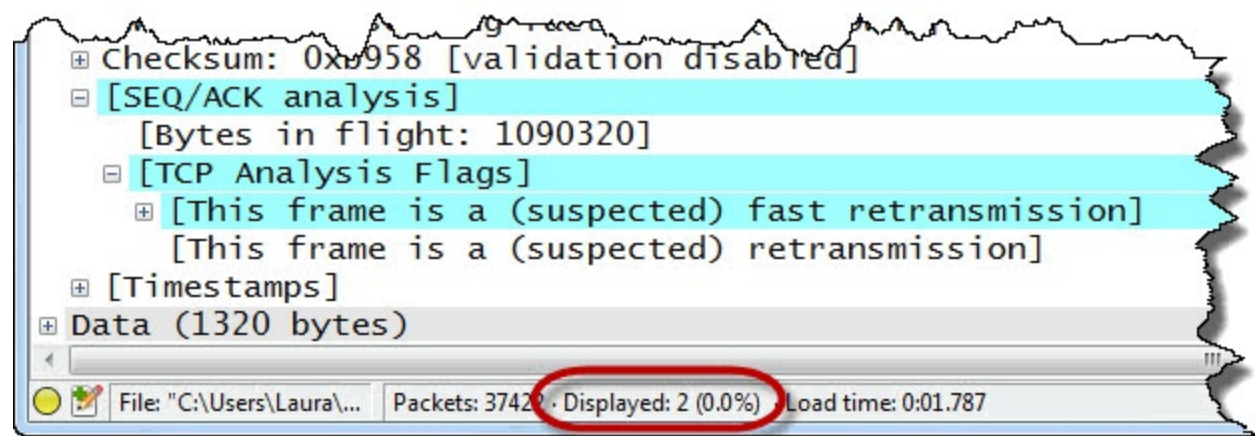 Checksum: 0xb958 [validation disabled]
[SEQ/ACK analysis]
[Bytes in flight: 1090320]
[TCP Analysis Flags]
[This frame is a (suspected) fast retransmission]
[This frame is a (suspected) retransmission]
[Timestamps]
Data (1320 bytes)
File: "C:\Users\Laura\... Packets: 37422 · Displayed: 2 (0.0%) · Load time: 0:01.787